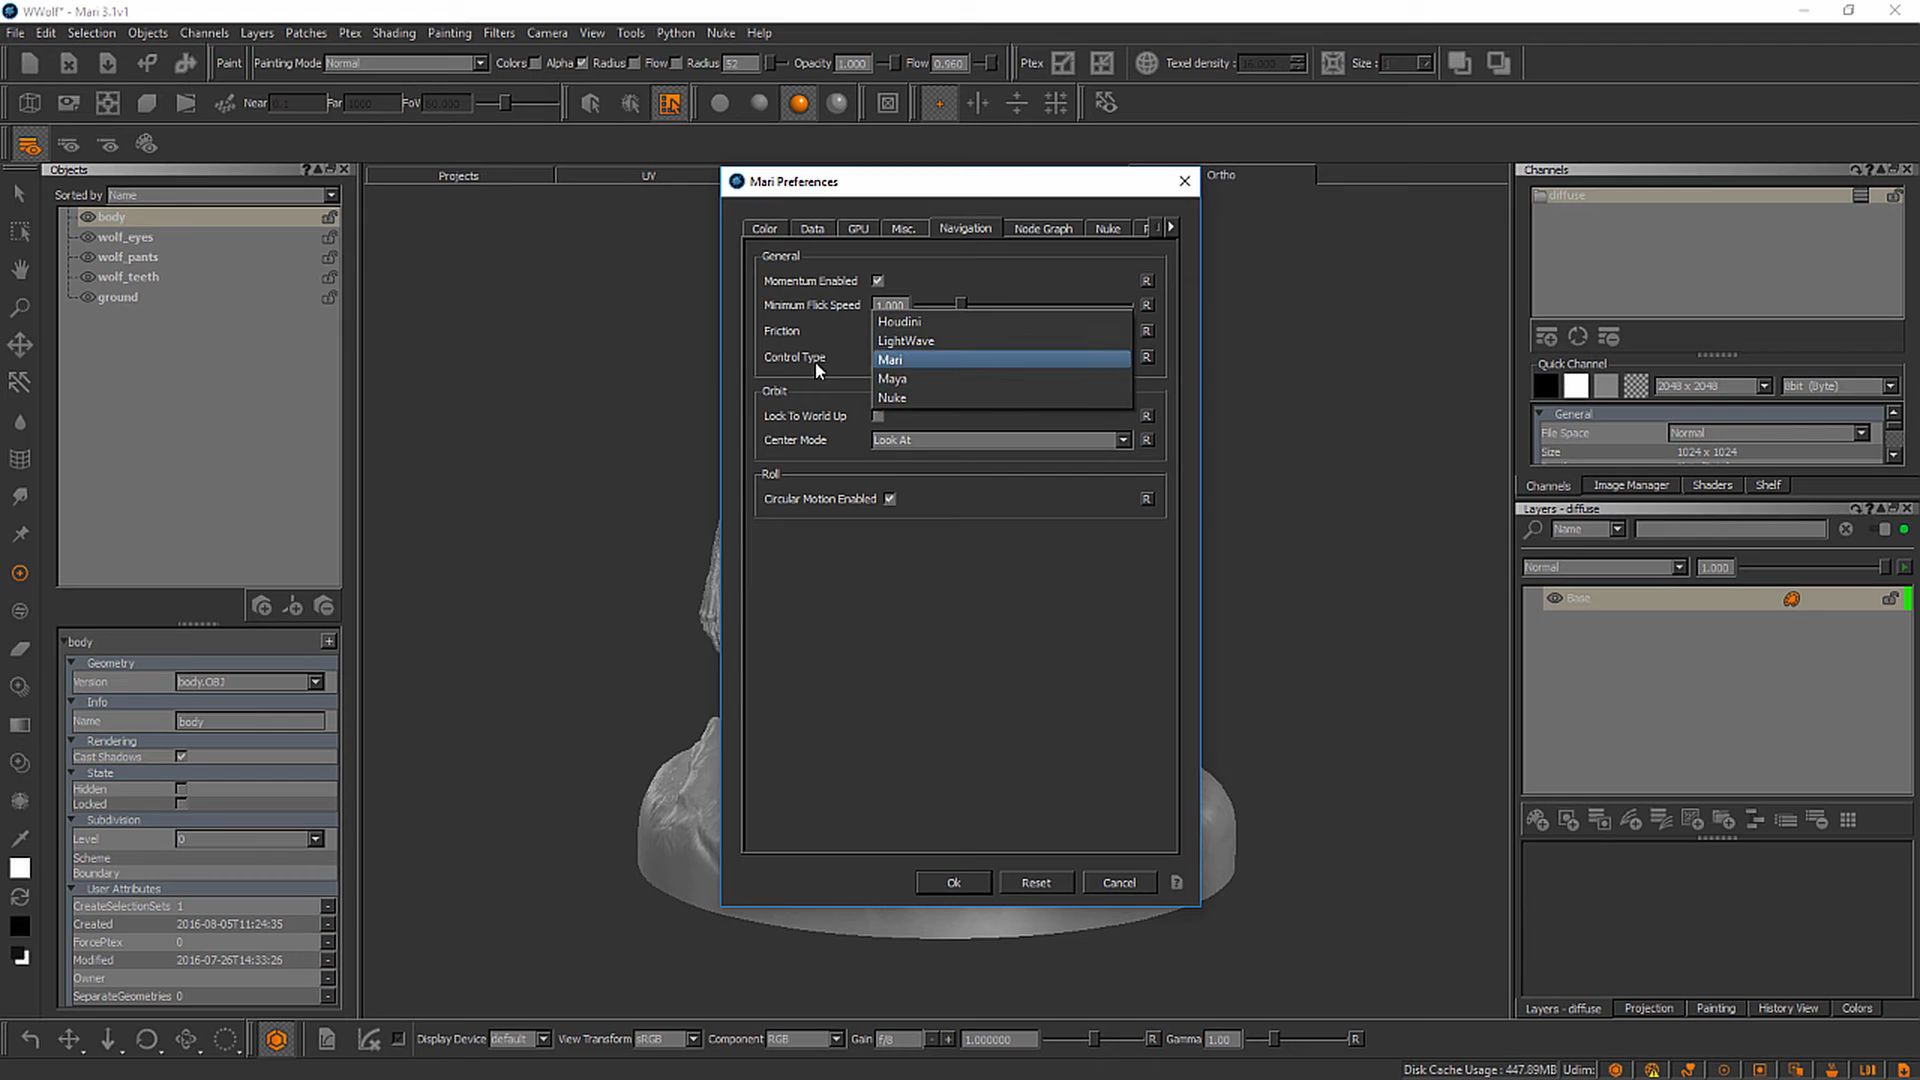 WWolf* - Mari 3.1v1
File Edit Selection Objects Channels Layers Patches Ptex Shading Painting Filters Camera View Tools Python Nuke Help
Paint Painting Mode Normal Colors Alpha Radius Flow Radius 52 Opacity 1.000 Flow 0.960 Ptex Texel density : 16.000 Size :
Near 0.1 Far 1000 FoV 60.000
Objects
Projects UV Ortho
Sorted by Name
body
wolf_eyes
wolf_pants
wolf_teeth
ground
body
Geometry
Version body.OBJ
Info
Name body
Rendering
Cast Shadows
State
Hidden
Locked
Subdivision
Level 0
Scheme
Boundary
User Attributes
CreateSelectionSets 1
Created 2016-08-05T11:24:35
ForcePtex 0
Modified 2016-07-26T14:33:26
Owner
SeparateGeometries 0
Mari Preferences
Color Data GPU Misc. Navigation Node Graph Nuke
General
Momentum Enabled R
Minimum Flick Speed 1.000 R
Friction R
Control Type R
Houdini
LightWave
Mari
Maya
Nuke
Orbit
Lock To World Up R
Center Mode Look At R
Roll
Circular Motion Enabled R
Ok Reset Cancel
Channels
diffuse
Quick Channel
2048 x 2048 8bit (Byte)
General
File Space Normal
Size 1024 x 1024
Channels Image Manager Shaders Shelf
Layers - diffuse
Name
Normal 1.000
Base
Layers - diffuse Projection Painting History View Colors
Display Device default View Transform sRGB Component RGB Gain f/8 - + 1.000000 R Gamma 1.00 R
Disk Cache Usage : 447.89MB Udim: